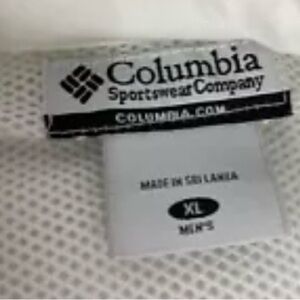 Columbia
Sportswear Company
COLUMBIA.COM
MADE IN SRI LANKA
XL
MEN'S